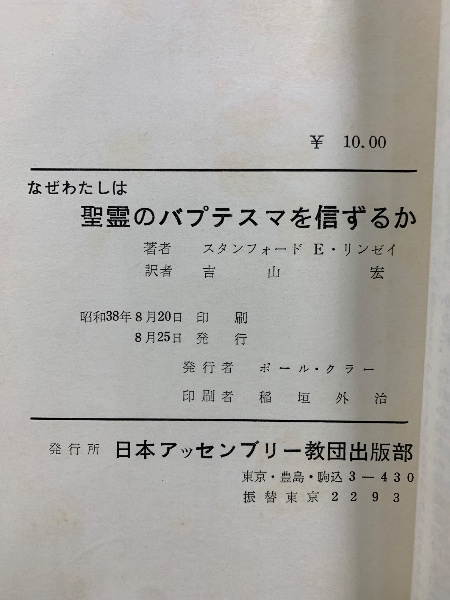 ¥ 10.00
なぜわたしは
聖霊のバプテスマを信ずるか
著者 スタンフォード E・リンゼイ
訳者 吉山宏
昭和38年8月20日 印刷
8月25日 発行
発行者 ポール・クラー
印刷者 稲垣外治
発行所 日本アッセンブリー教団出版部
東京・豊島・駒込3—430
振替東京2293